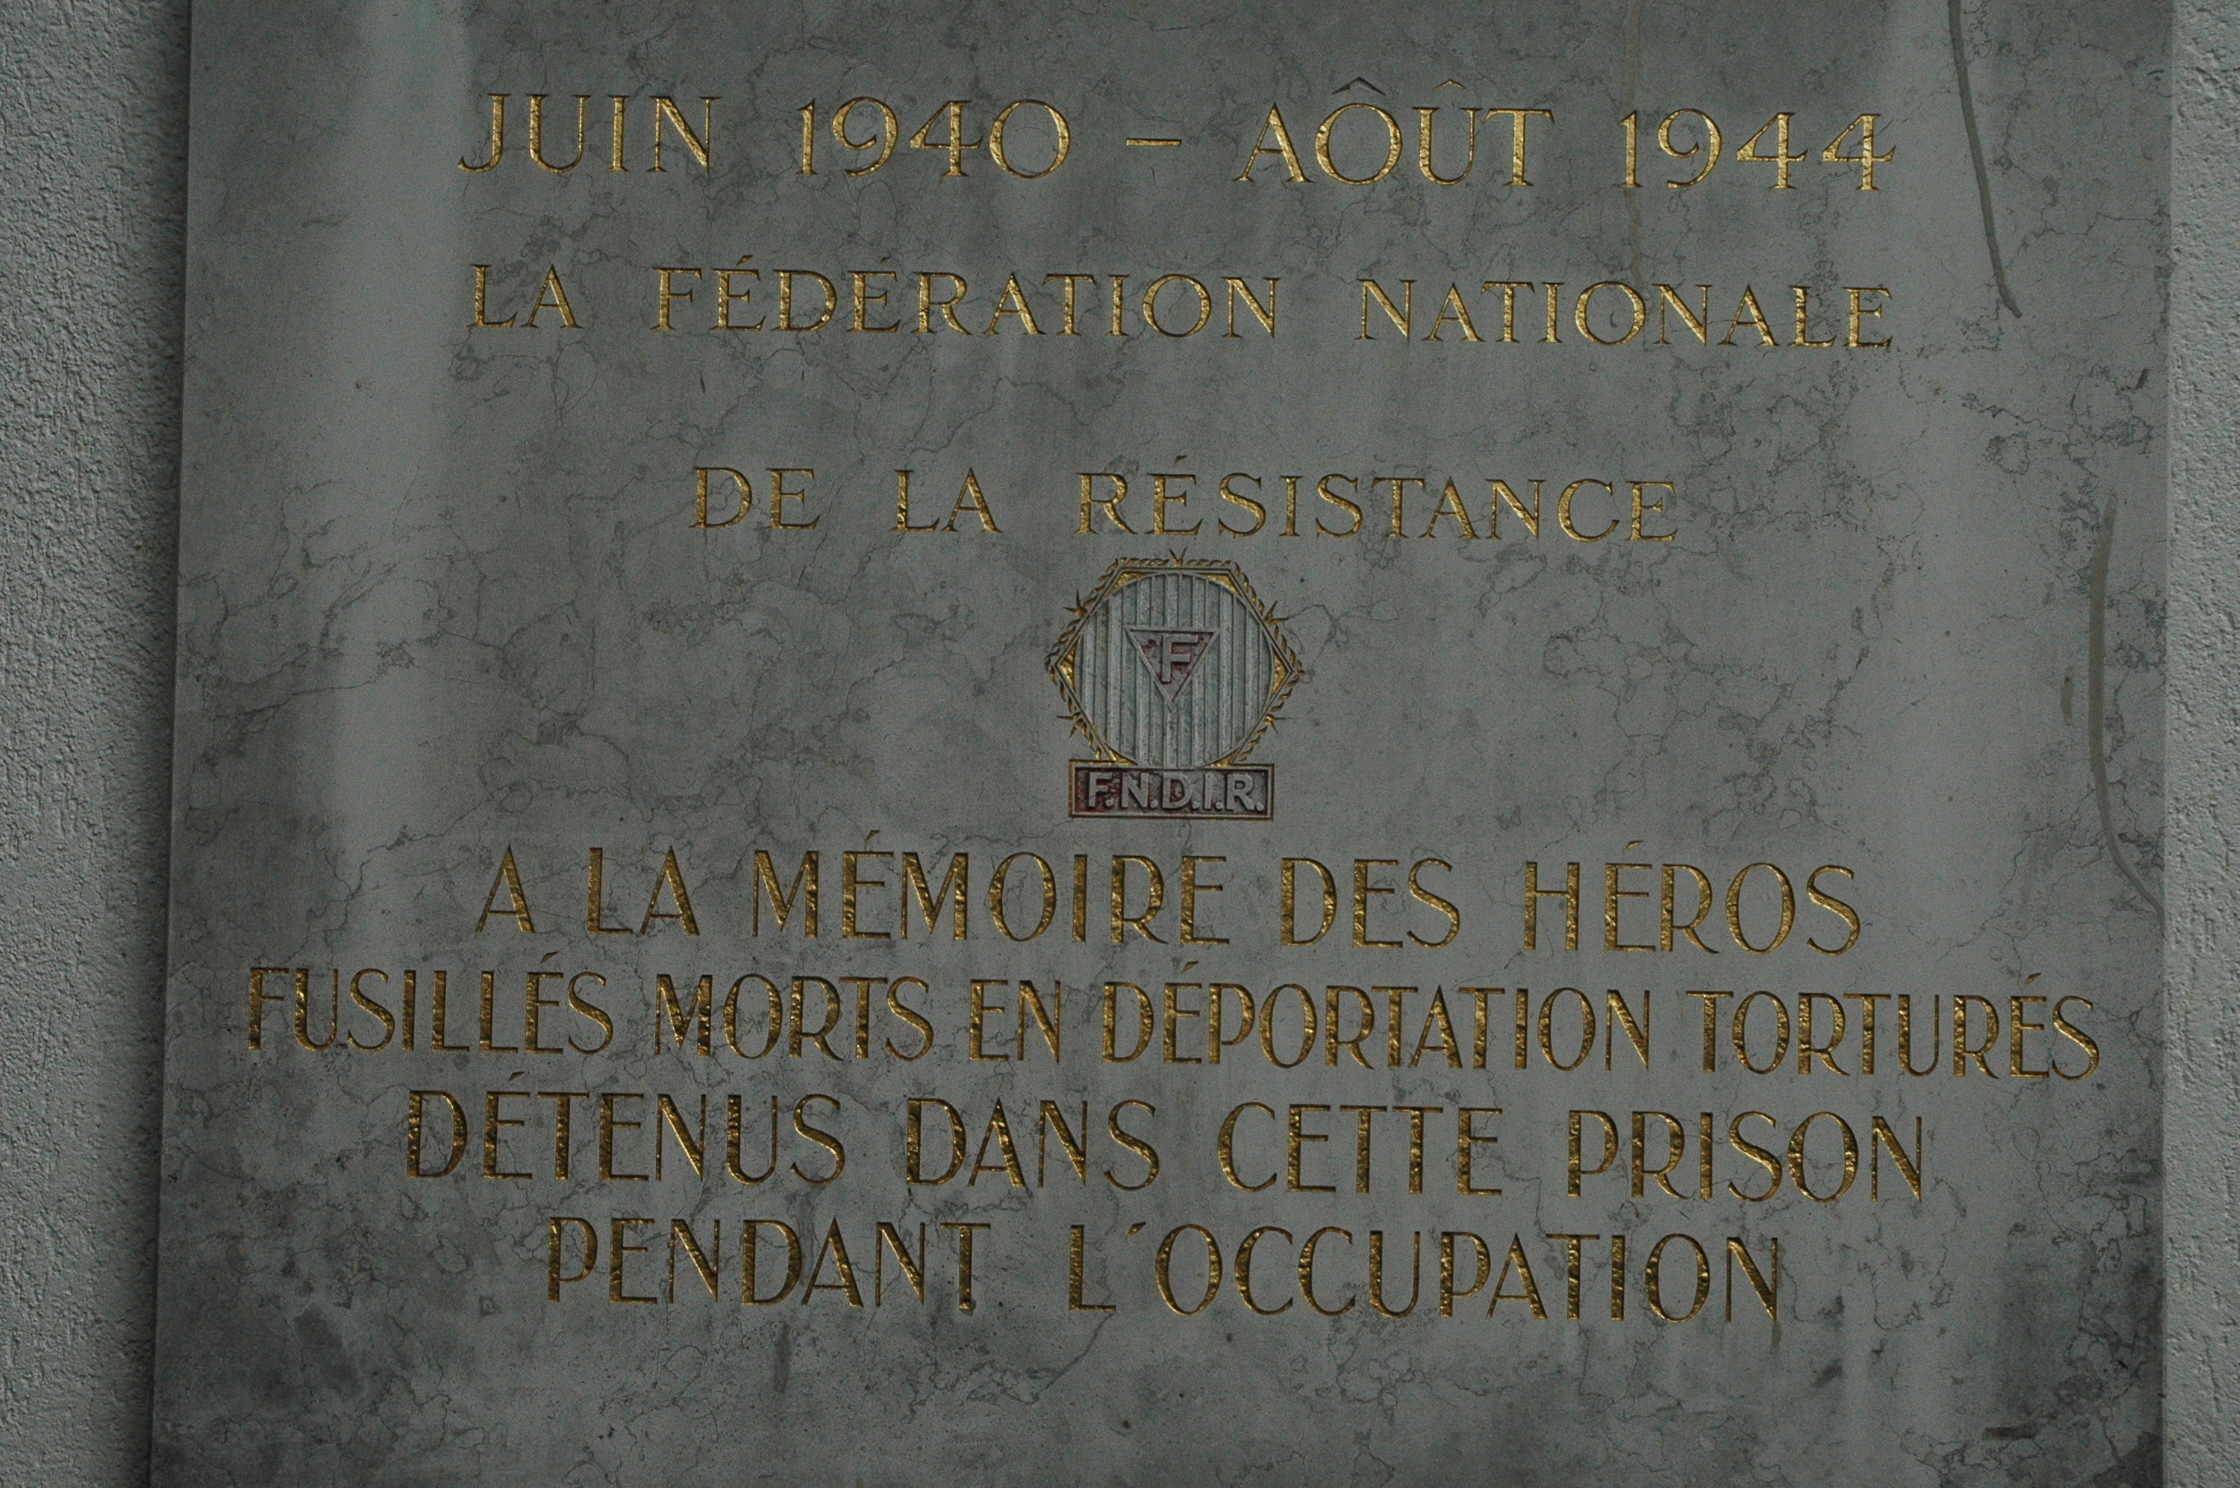 JUIN 1940 – AÔÛT 1944
LA FÉDÉRATION NATIONALE
DE LA RÉSISTANCE
F
F.N.D.I.R.
A LA MÉMOIRE DES HÉROS
FUSILLÉS MORTS EN DÉPORTATION TORTURÉS
DÉTENUS DANS CETTE PRISON
PENDANT L'OCCUPATION